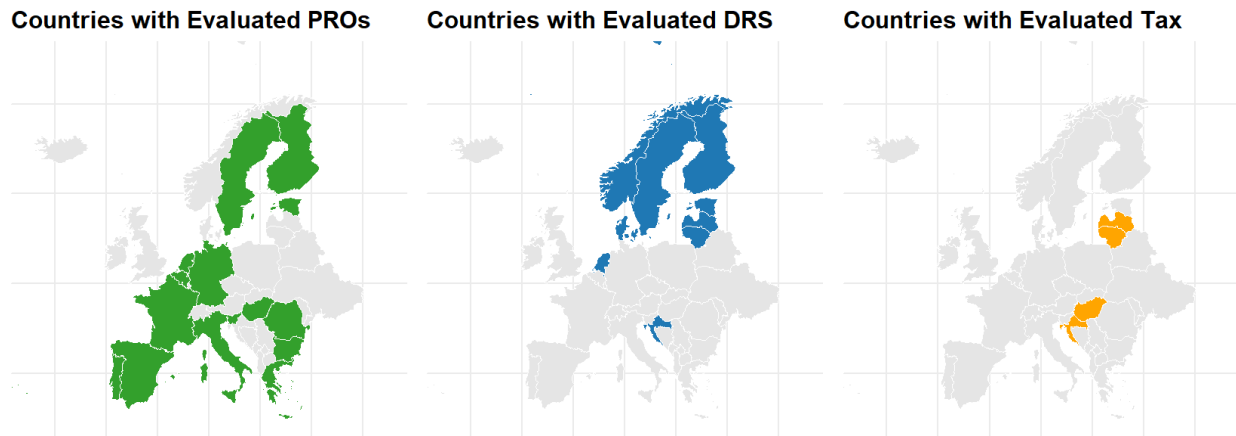 Countries with Evaluated PROs
Countries with Evaluated DRS
Countries with Evaluated Tax